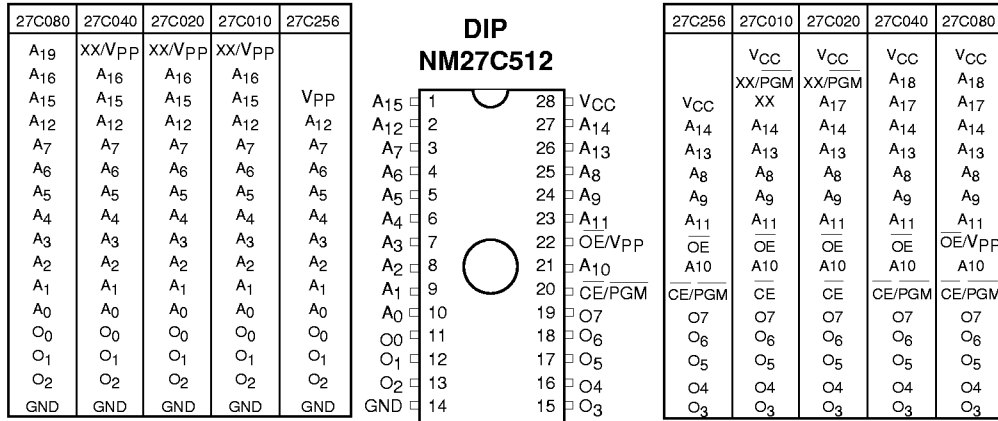 27C080 27C040 27C020 27C010 27C256
A19 XX/VPP XX/VPP XX/VPP
A16 A16 A16 A16
A15 A15 A15 A15 VPP
A12 A12 A12 A12 A12
A7 A7 A7 A7 A7
A6 A6 A6 A6 A6
A5 A5 A5 A5 A5
A4 A4 A4 A4 A4
A3 A3 A3 A3 A3
A2 A2 A2 A2 A2
A1 A1 A1 A1 A1
A0 A0 A0 A0 A0
O0 O0 O0 O0 O0
O1 O1 O1 O1 O1
O2 O2 O2 O2 O2
GND GND GND GND GND
DIP
NM27C512
A15 1 28 VCC
A12 2 27 A14
A7 3 26 A13
A6 4 25 A8
A5 5 24 A9
A4 6 23 A11
A3 7 22 OE/VPP
A2 8 21 A10
A1 9 20 CE/PGM
A0 10 19 O7
O0 11 18 O6
O1 12 17 O5
O2 13 16 O4
GND 14 15 O3
27C256 27C010 27C020 27C040 27C080
VCC VCC VCC VCC
XX/PGM XX/PGM A18 A18
VCC XX A17 A17 A17
A14 A14 A14 A14 A14
A13 A13 A13 A13 A13
A8 A8 A8 A8 A8
A9 A9 A9 A9 A9
A11 A11 A11 A11 A11
OE OE OE OE OE/VPP
A10 A10 A10 A10 A10
CE/PGM CE CE CE/PGM CE/PGM
O7 O7 O7 O7 O7
O6 O6 O6 O6 O6
O5 O5 O5 O5 O5
O4 O4 O4 O4 O4
O3 O3 O3 O3 O3